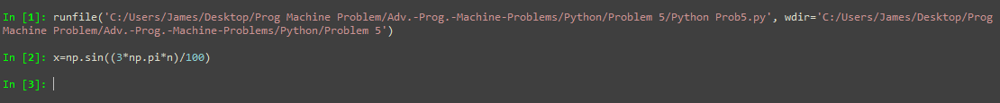 In [1]: runfile('C:/Users/James/Desktop/Prog Machine Problem/Adv.-Prog.-Machine-Problems/Python/Problem 5/Python Prob5.py', wdir='C:/Users/James/Desktop/Prog
Machine Problem/Adv.-Prog.-Machine-Problems/Python/Problem 5')
In [2]: x=np.sin((3*np.pi*n)/100)
In [3]: